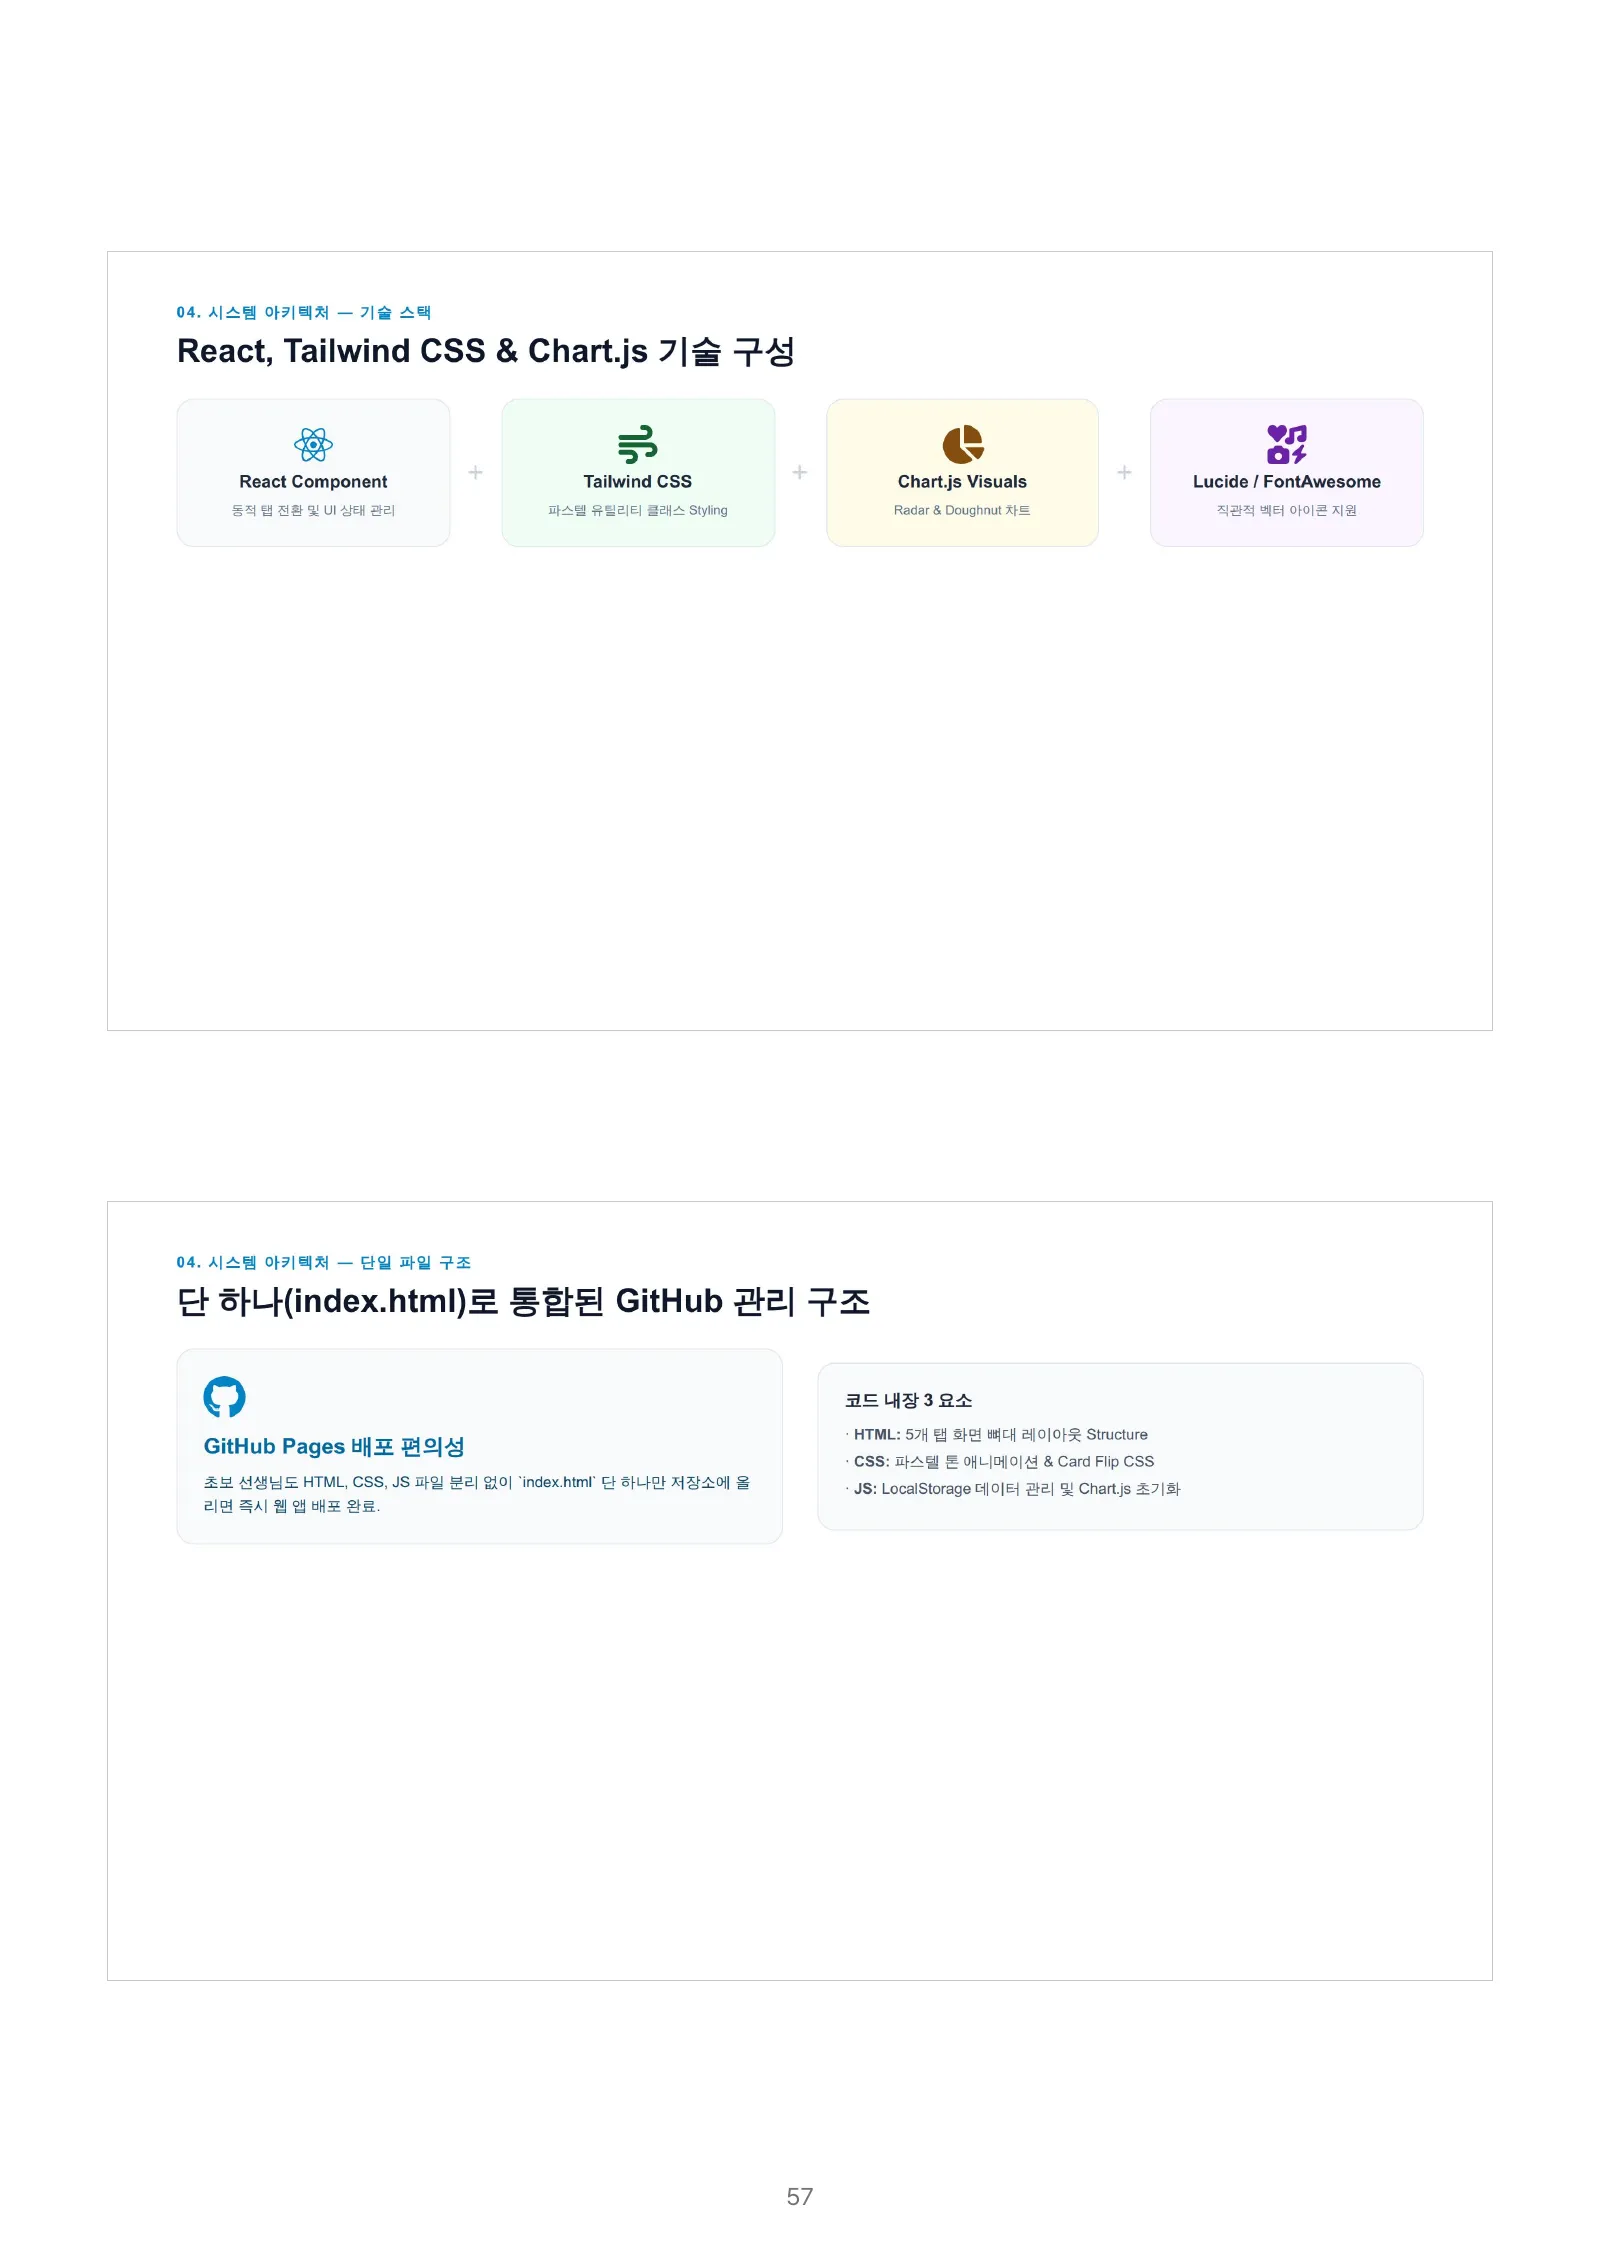 04. 시스템 아키텍처 — 기술 스택
React, Tailwind CSS & Chart.js 기술 구성
React Component
동적 탭 전환 및 UI 상태 관리
+
Tailwind CSS
파스텔 유틸리티 클래스 Styling
+
Chart.js Visuals
Radar & Doughnut 차트
+
Lucide / FontAwesome
직관적 벡터 아이콘 지원
04. 시스템 아키텍처 — 단일 파일 구조
단 하나(index.html)로 통합된 GitHub 관리 구조
GitHub Pages 배포 편의성
초보 선생님도 HTML, CSS, JS 파일 분리 없이 `index.html` 단 하나만 저장소에 올
리면 즉시 웹 앱 배포 완료.
코드 내장 3 요소
· HTML: 5개 탭 화면 뼈대 레이아웃 Structure
· CSS: 파스텔 톤 애니메이션 & Card Flip CSS
· JS: LocalStorage 데이터 관리 및 Chart.js 초기화
57